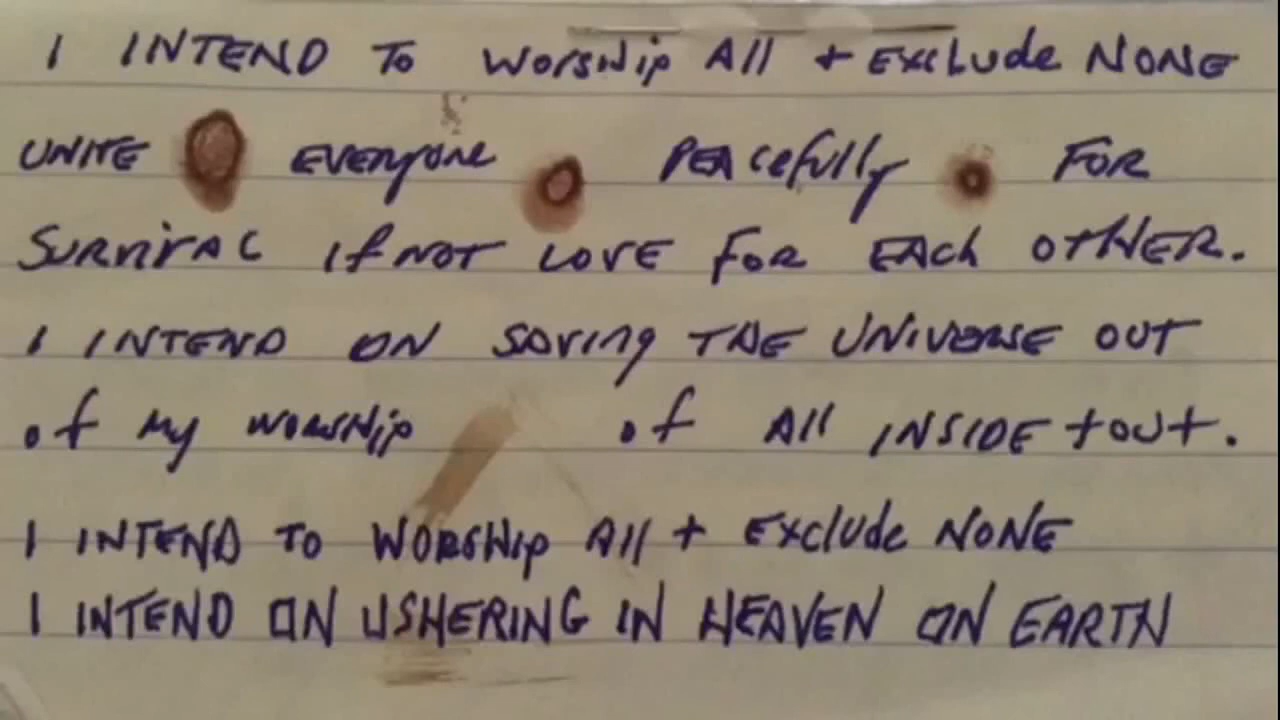 I INTEND TO WORSHIP All + EXCLUDE NONE
UNITE EVERYONE PEAcefully FOR
SURVIVAL If NOT LOVE FOR EACH OTHER.
I INTEND ON SAVING THE UNIVERSE OUT
of My WORSHIP of All INSIDE + OUT.
I INTEND TO WORSHIP All + EXCLUDE NONE
I INTEND ON USHERING IN HEAVEN ON EARTH